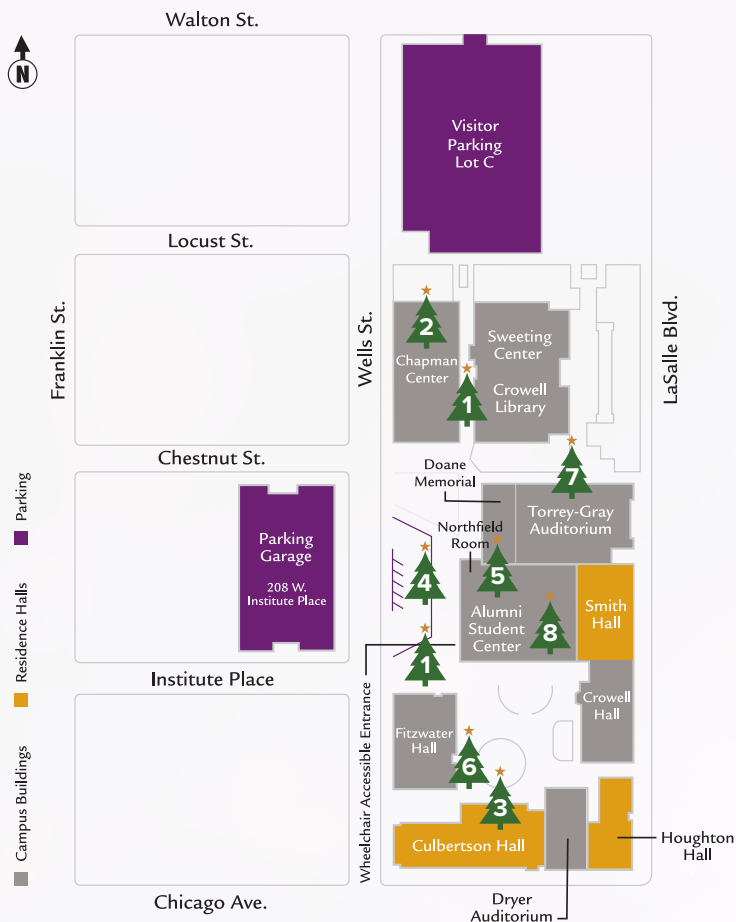 Walton St.
N
Visitor
Parking
Lot C
Locust St.
Franklin St.
Wells St.
LaSalle Blvd.
2
Chapman
Center
Sweeting
Center
1
Crowell
Library
Chestnut St.
7
Doane
Memorial
Torrey-Gray
Auditorium
Northfield
Room
Parking
Garage
208 W.
Institute Place
4
5
Alumni
Student
Center
8
Smith
Hall
1
Institute Place
Wheelchair Accessible Entrance
Crowell
Hall
Fitzwater
Hall
6
3
Culbertson Hall
Houghton
Hall
Dryer
Auditorium
Chicago Ave.
Parking
Residence Halls
Campus Buildings